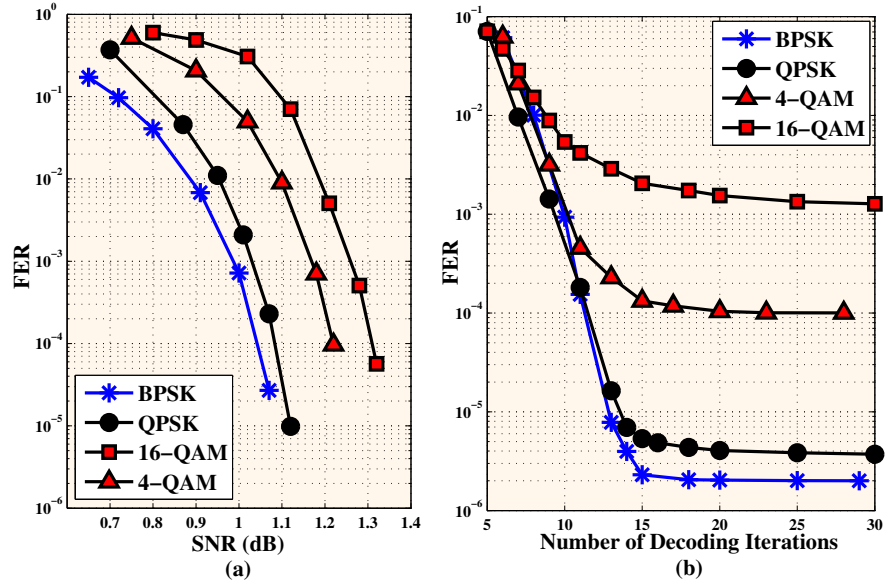 (a)
10^0
10^-1
10^-2
10^-3
10^-4
10^-5
10^-6
FER
0.7 0.8 0.9 1 1.1 1.2 1.3 1.4
SNR (dB)
BPSK
QPSK
16-QAM
4-QAM
(a)
10^-1
10^-2
10^-3
10^-4
10^-5
10^-6
FER
5 10 15 20 25 30
Number of Decoding Iterations
BPSK
QPSK
4-QAM
16-QAM
(b)